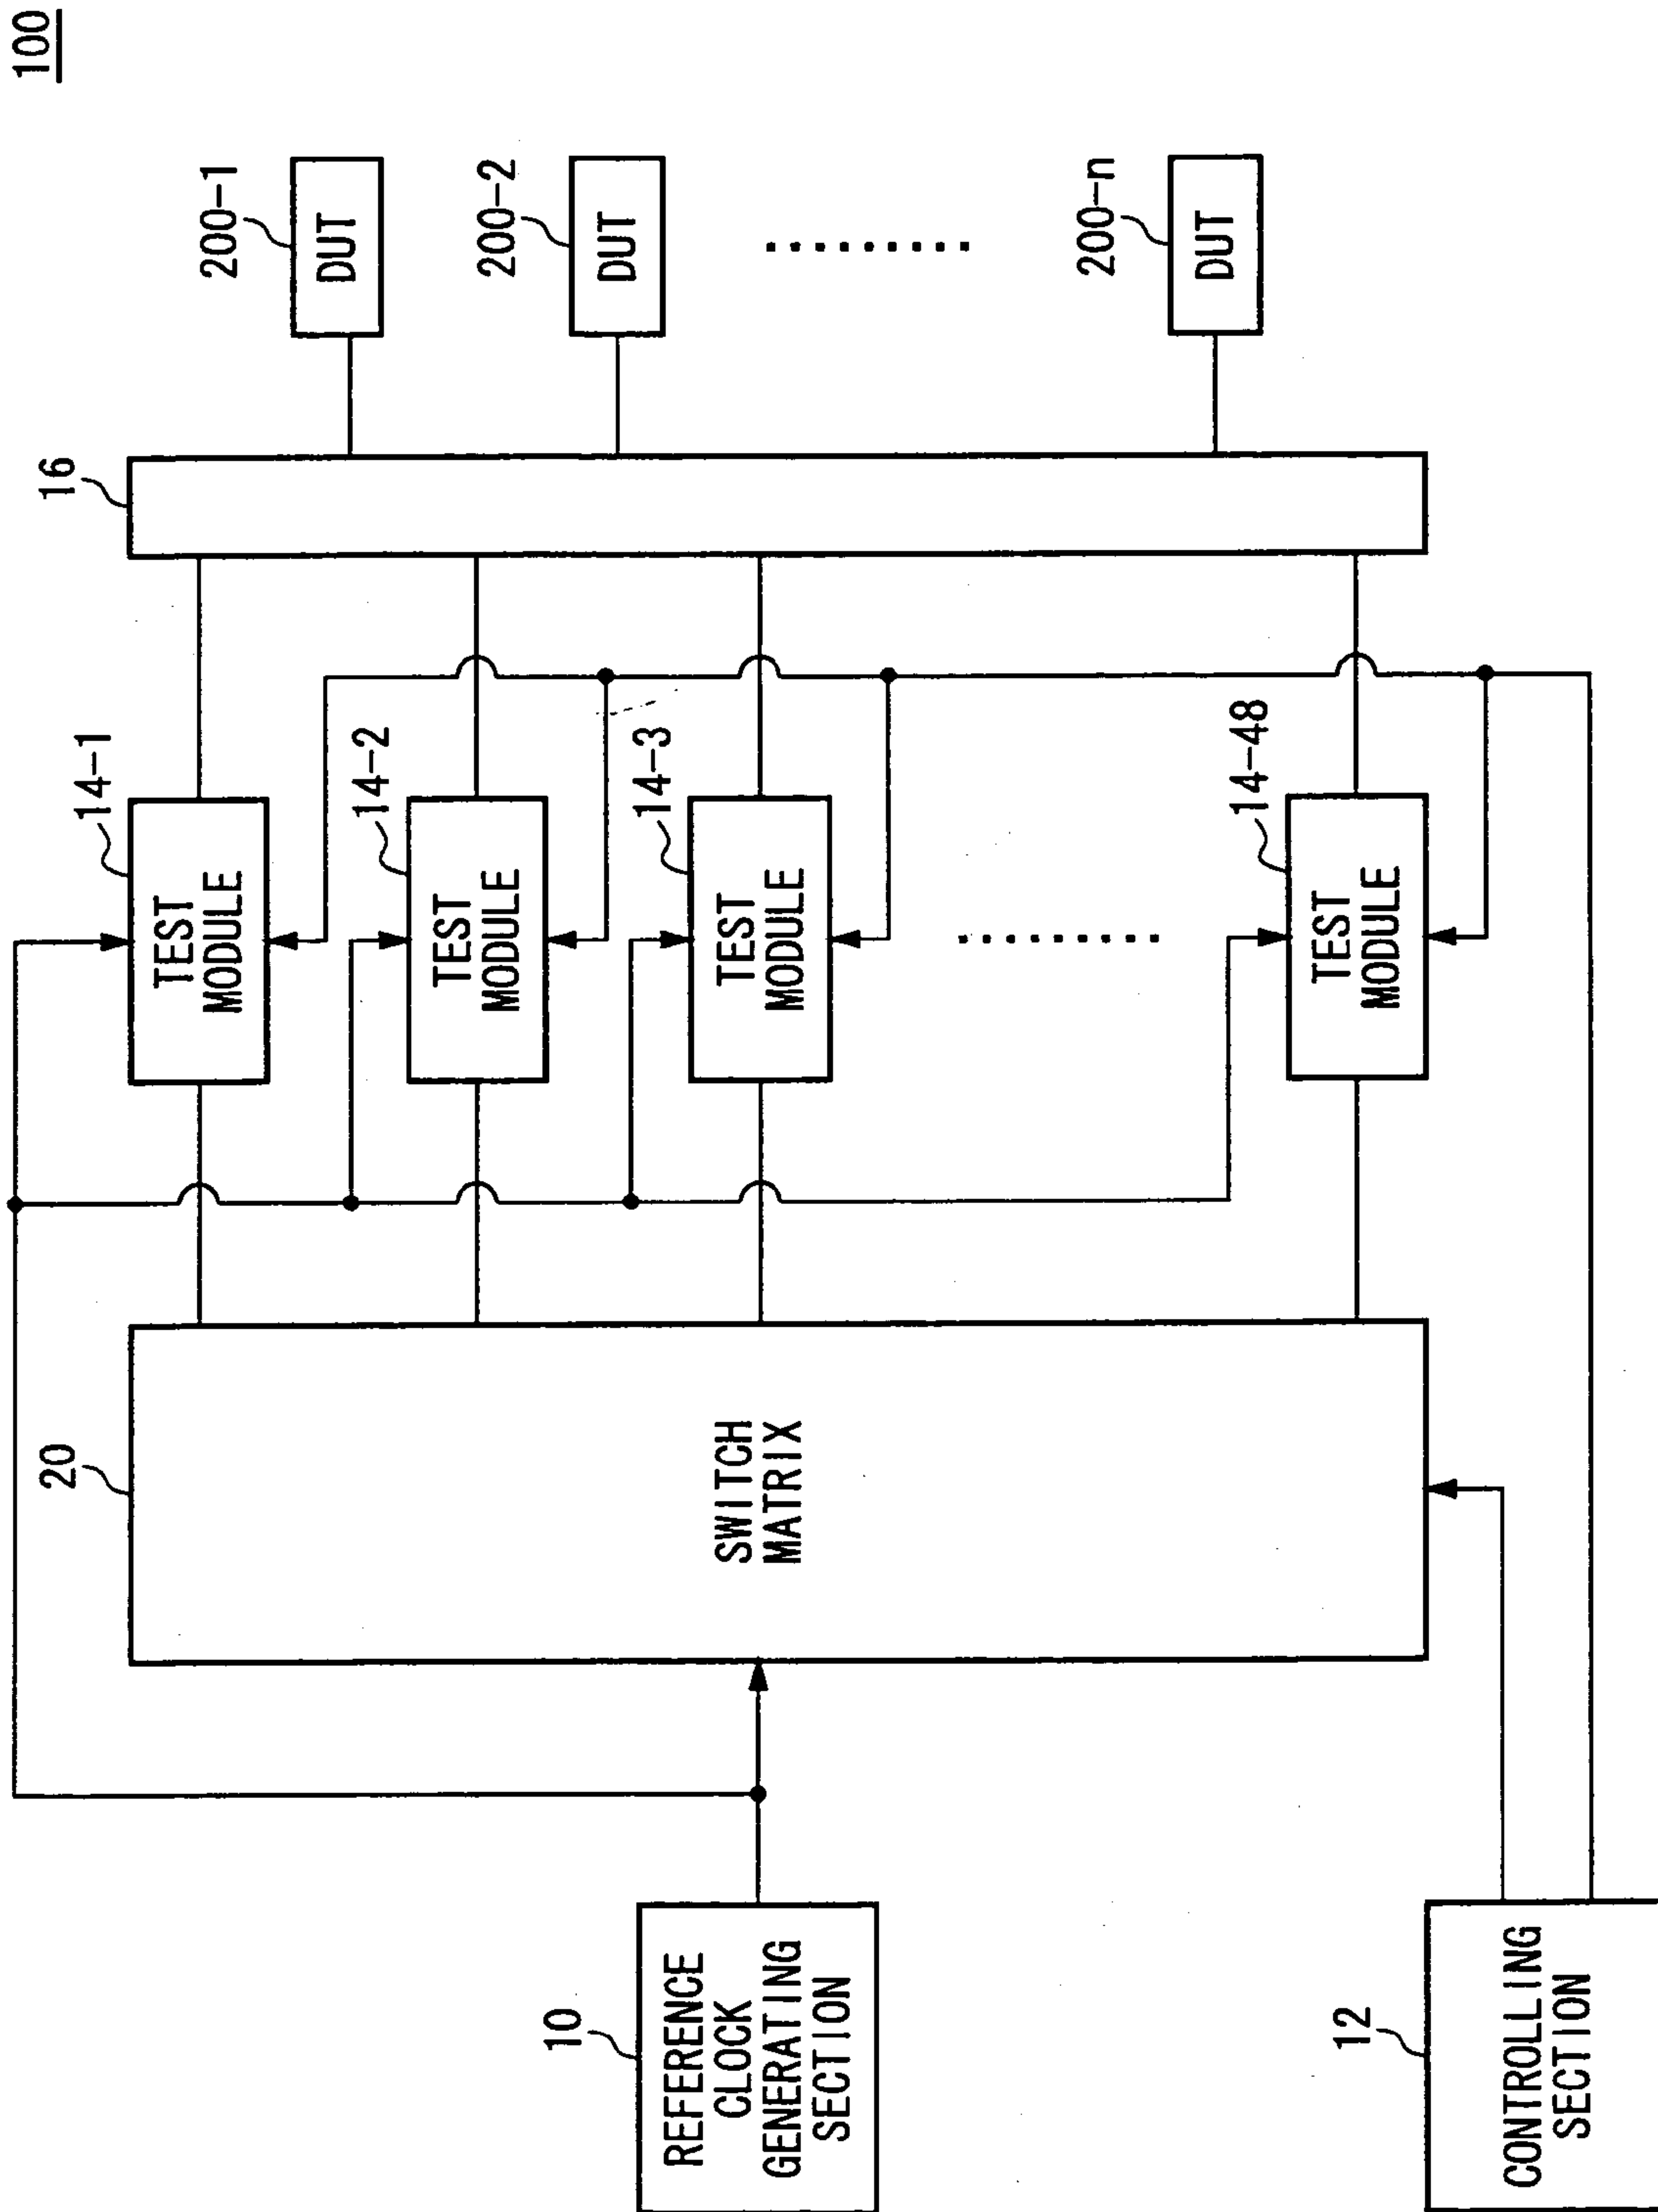 100
200-1
DUT
200-2
DUT
200-n
DUT
16
14-1
TEST
MODULE
14-2
TEST
MODULE
14-3
TEST
MODULE
14-48
TEST
MODULE
20
SWITCH
MATRIX
10
REFERENCE
CLOCK
GENERATING
SECTION
12
CONTROLLING
SECTION